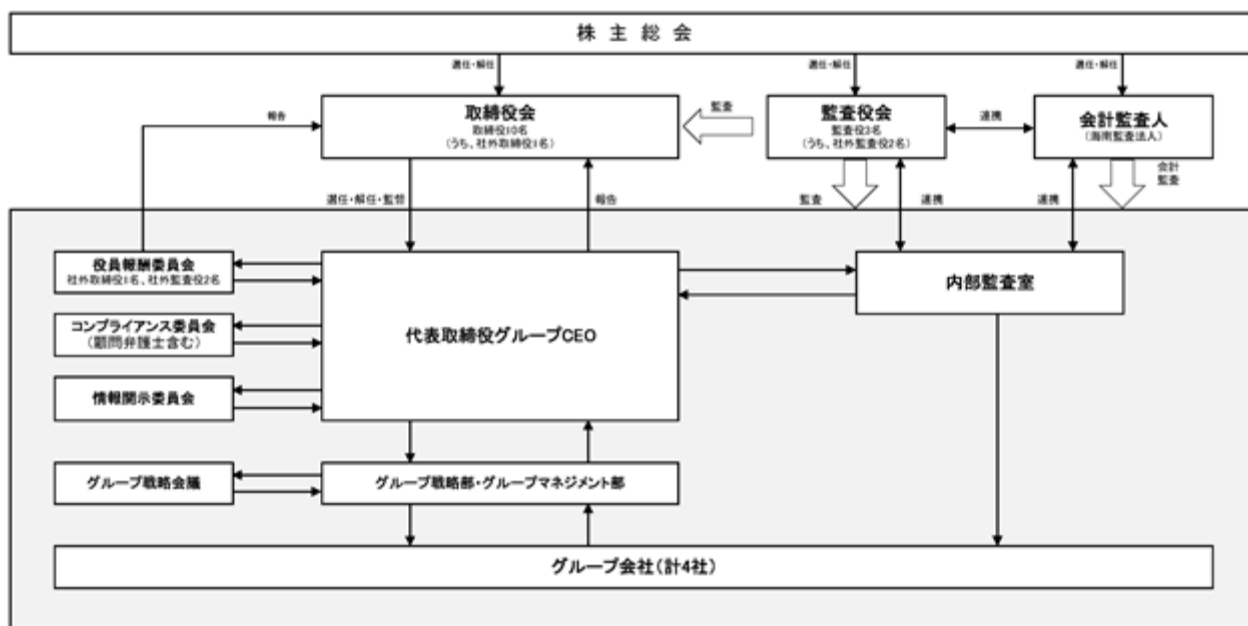 株主総会
選任・解任
選任・解任
選任・解任
報告
取締役会
取締役10名
(うち、社外取締役1名)
監査
監査役会
監査役3名
(うち、社外監査役2名)
連携
会計監査人
(海南監査法人)
選任・解任・監督
報告
監査
連携
連携
会計
監査
役員報酬委員会
社外取締役1名、社外監査役2名
コンプライアンス委員会
(顧問弁護士含む)
情報開示委員会
代表取締役グループCEO
内部監査室
グループ戦略会議
グループ戦略部・グループマネジメント部
グループ会社(計4社)